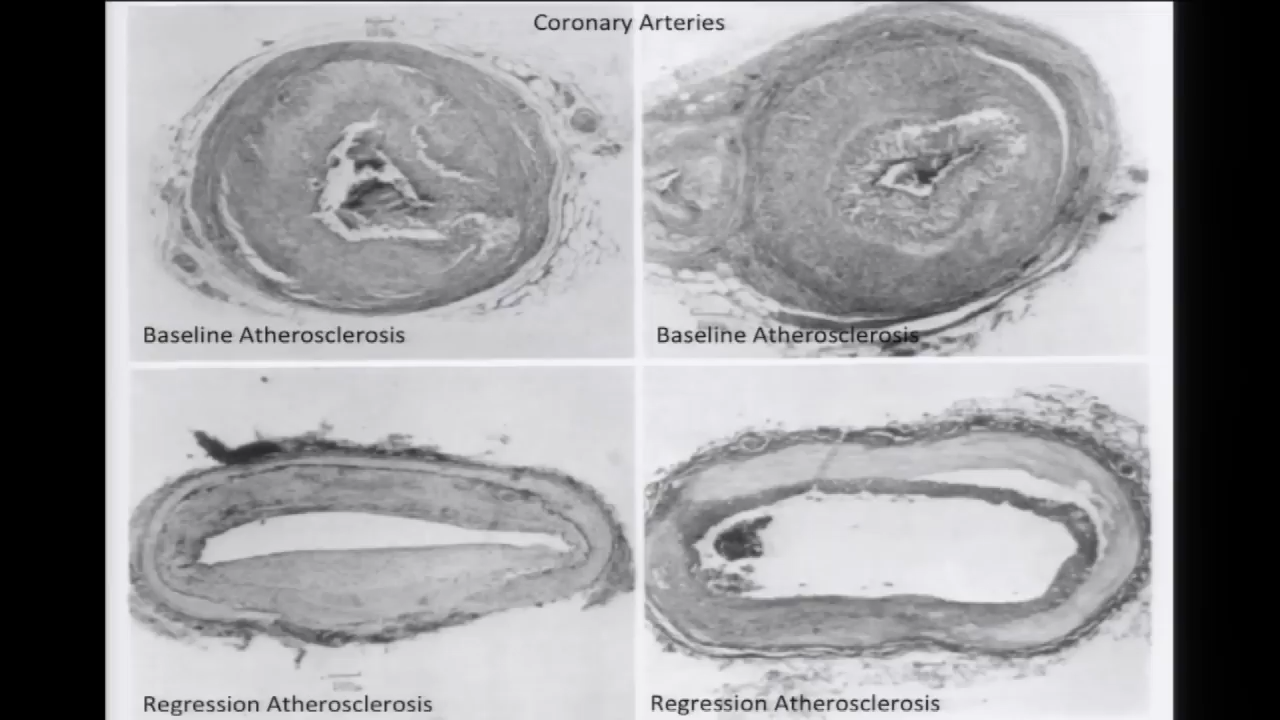 Coronary Arteries
Baseline Atherosclerosis
Baseline Atherosclerosis
Regression Atherosclerosis
Regression Atherosclerosis